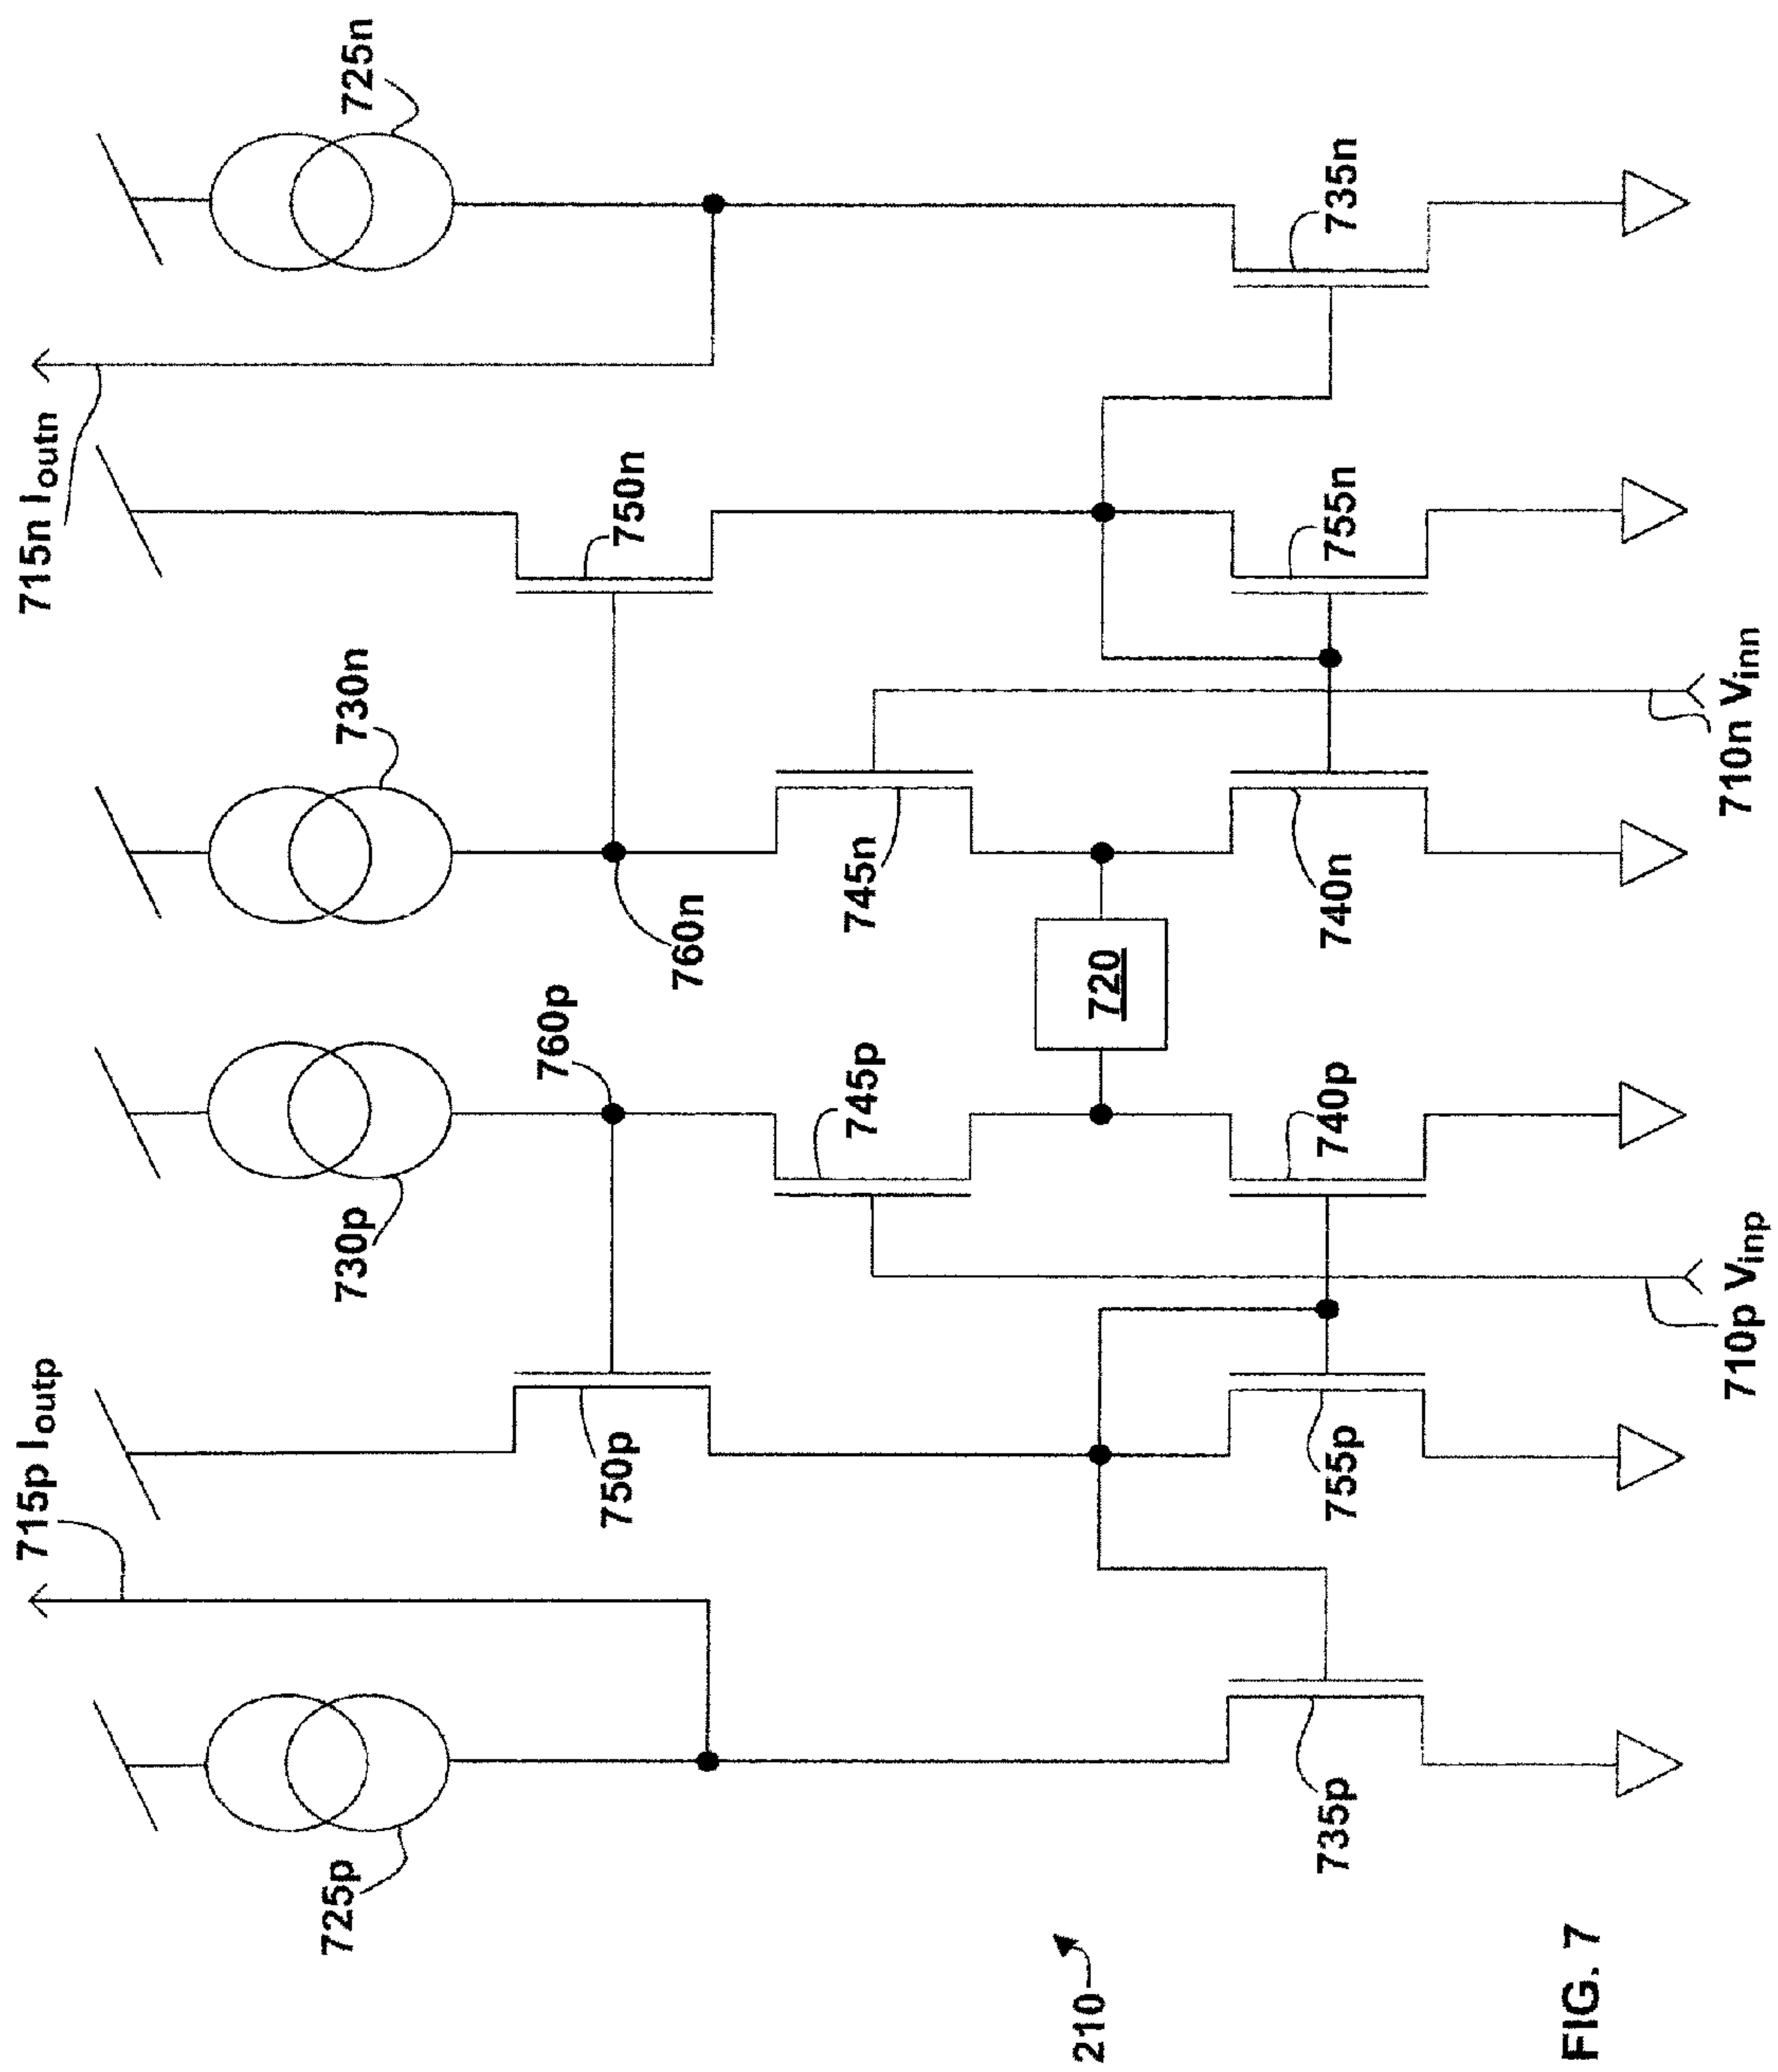 715p Ioutp
715n Ioutn
725p
730p
730n
725n
760p
750p
760n
750n
745p
745n
720
735p
755p
740p
740n
755n
735n
710p Vinp
710n Vinn
210
FIG. 7